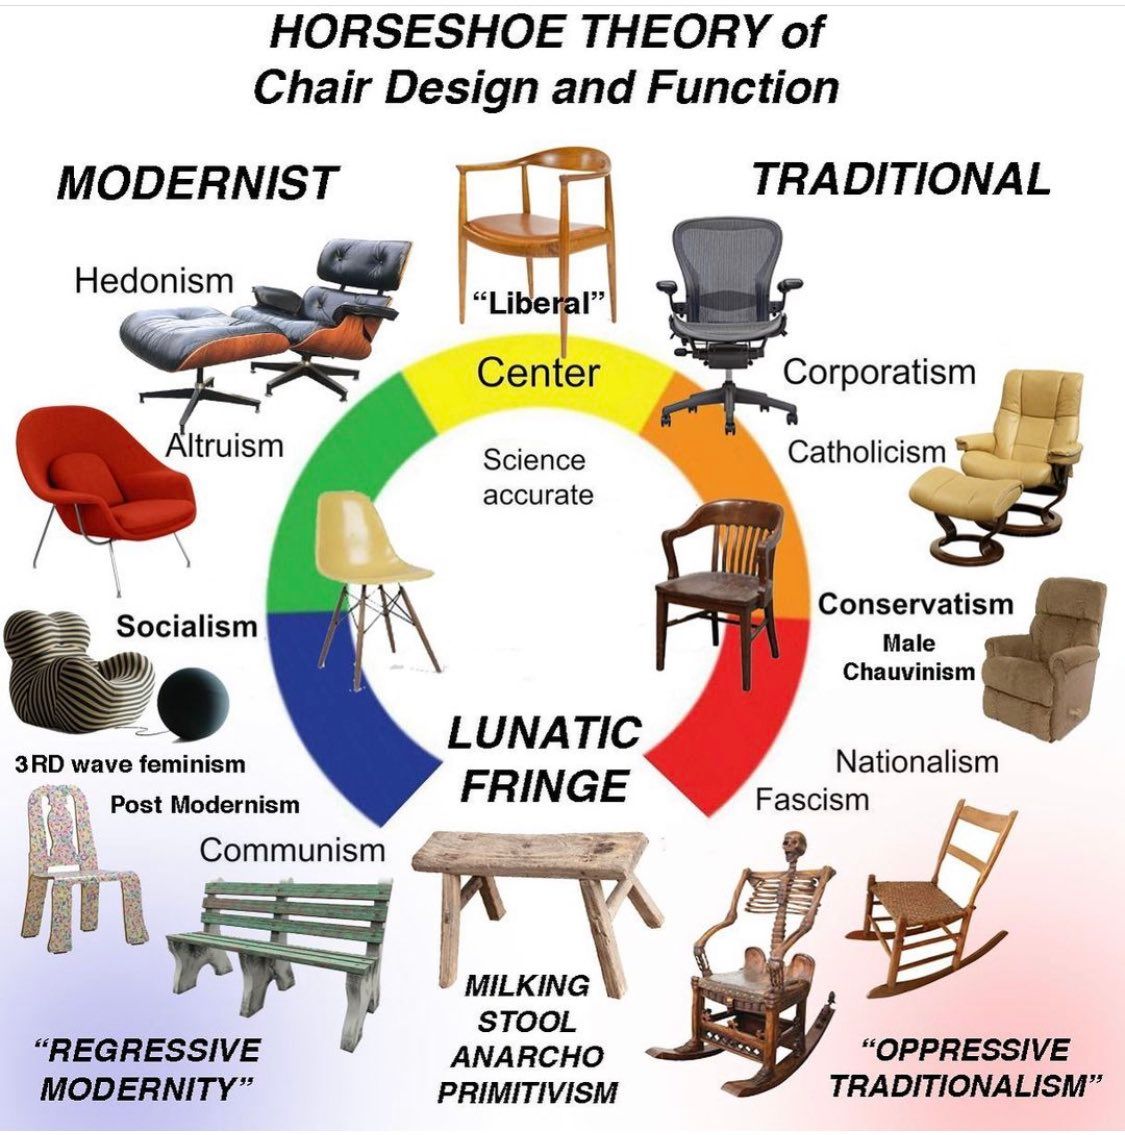 HORSESHOE THEORY of
Chair Design and Function
MODERNIST
TRADITIONAL
Hedonism
“Liberal”
Center
Corporatism
Altruism
Science
accurate
Catholicism
Socialism
Conservatism
Male
Chauvinism
LUNATIC
FRINGE
3RD wave feminism
Nationalism
Post Modernism
Fascism
Communism
MILKING
STOOL
ANARCHO
PRIMITIVISM
“REGRESSIVE
MODERNITY”
“OPPRESSIVE
TRADITIONALISM”